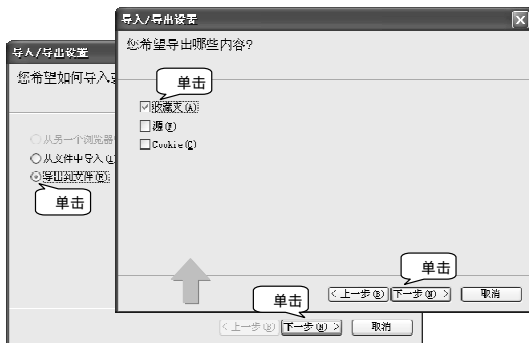 导入/导出设置
您希望如何导入或
从另一个浏览器
从文件中导入(I)
导出到文件(E)
单击
单击
<上一步(B)
下一步(N) >
取消
导入/导出设置
您希望导出哪些内容?
单击
收藏夹(A)
源(F)
Cookie(C)
单击
<上一步(B)
下一步(N) >
取消